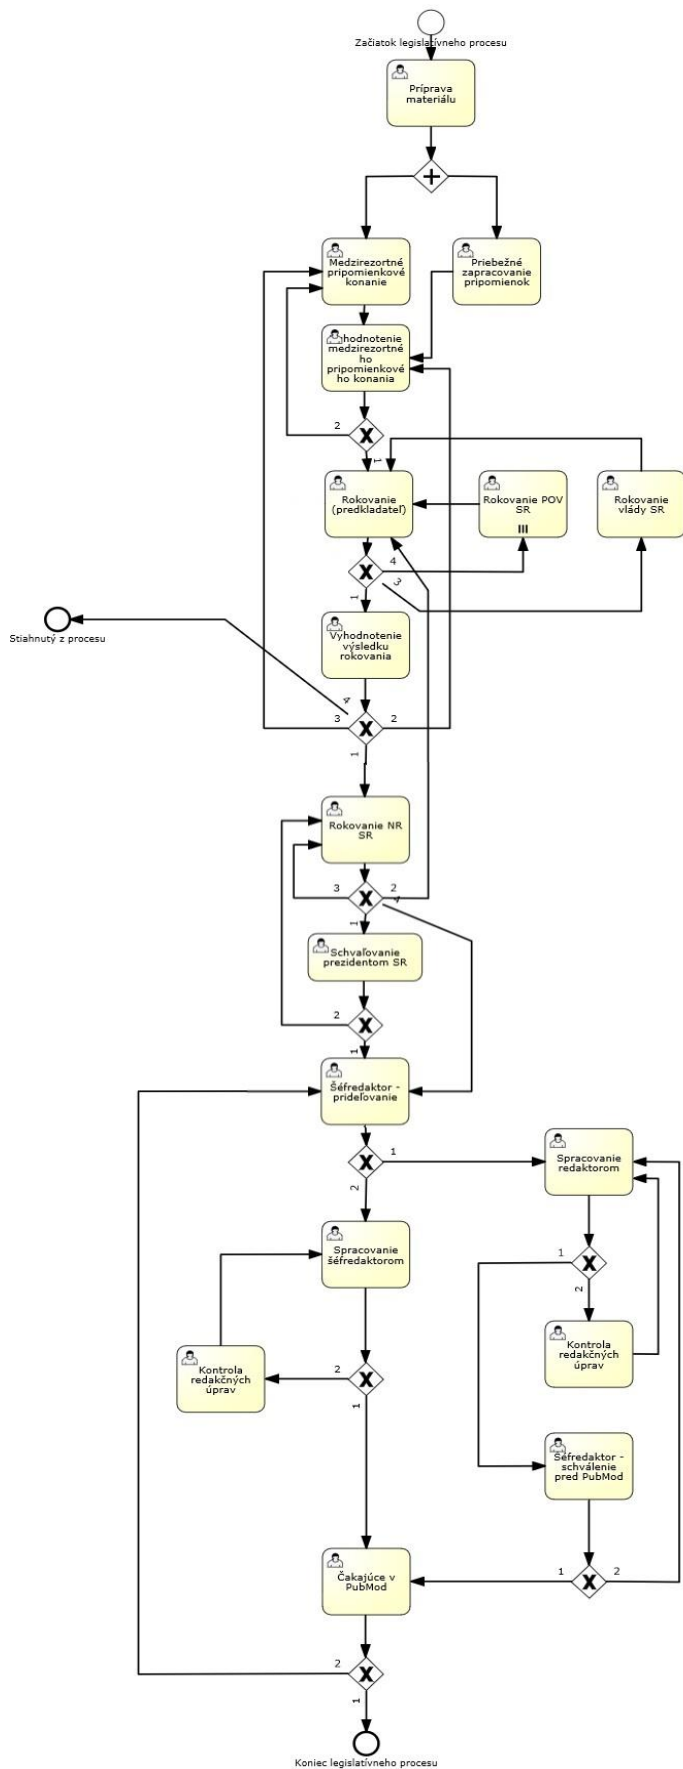 Začiatok legislatívneho procesu
Príprava
materiálu
Medzirezortné
pripomienkové
konanie
Priebežné
zapracovanie
pripomienok
hodnotenie
medzirezortné
ho
pripomienkové
ho konania
2
1
Rokovanie
(predkladateľ)
Rokovanie POV
SR
Rokovanie
vlády SR
4
3
1
Stiahnutý z procesu
Vyhodnotenie
výsledku
rokovania
4
3
2
1
Rokovanie NR
SR
3
2
4
1
Schvaľovanie
prezidentom SR
2
1
Šéfredaktor -
prideľovanie
1
2
Spracovanie
redaktorom
Spracovanie
šéfredaktorom
1
2
Kontrola
redakčných
úprav
Kontrola
redakčných
úprav
2
1
Šéfredaktor -
schválenie
pred PubMod
Čakajúce v
PubMod
1
2
2
1
Koniec legislatívneho procesu